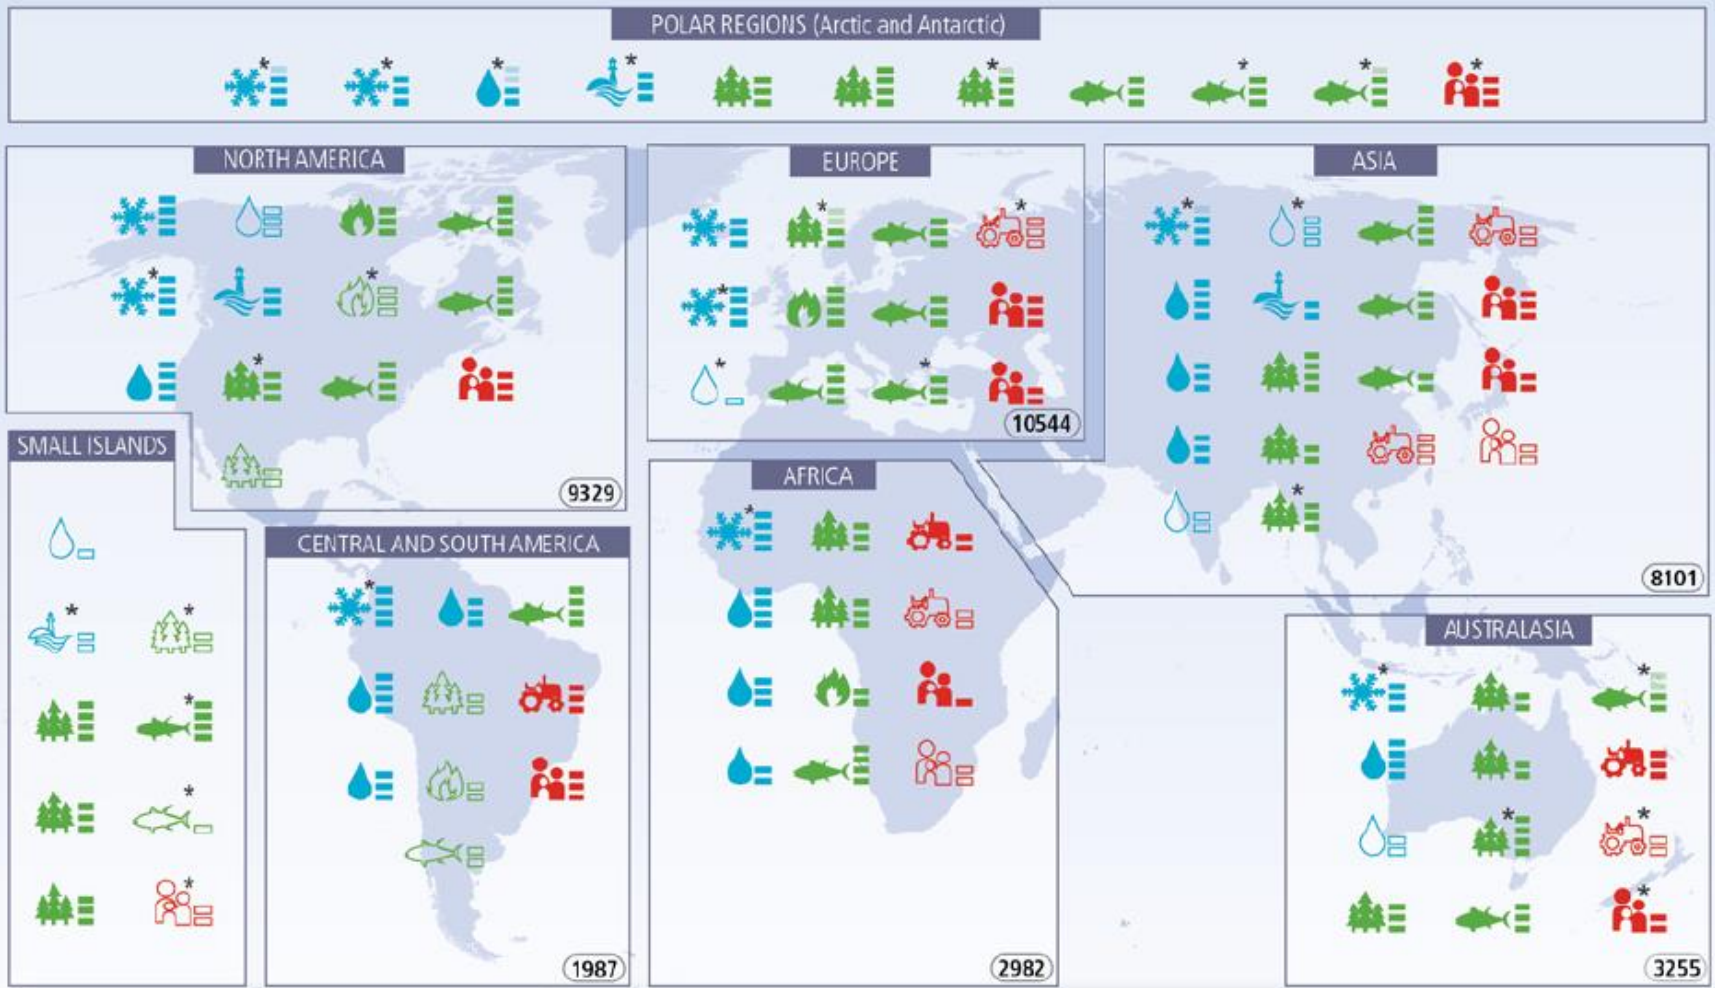 POLAR REGIONS (Arctic and Antarctic)
* * * * * * * *
NORTH AMERICA
*
*
*
9329
EUROPE
* *
*
* *
10544
ASIA
* *
*
8101
SMALL ISLANDS
* *
*
*
*
CENTRAL AND SOUTH AMERICA
*
1987
AFRICA
*
2982
AUSTRALASIA
* *
* *
*
3255